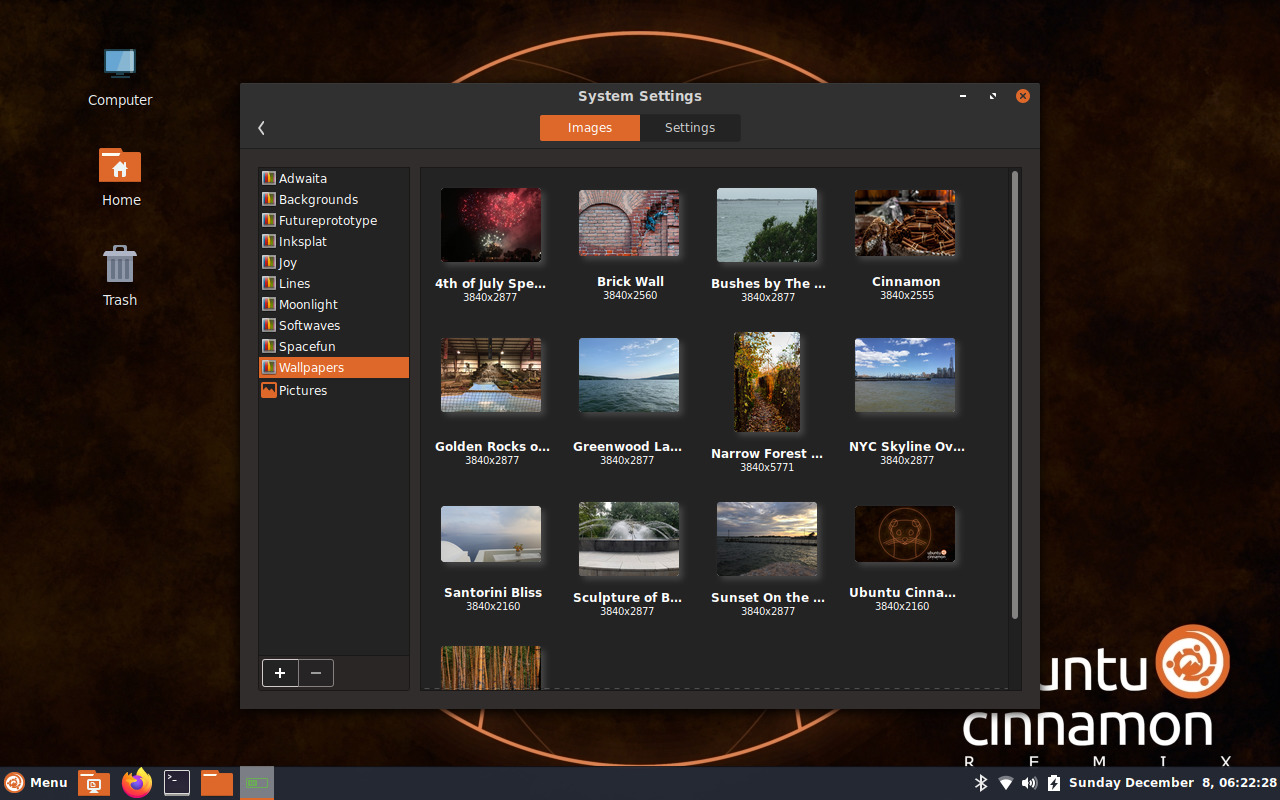 Computer
Home
Trash
System Settings
Images
Settings
Adwaita
Backgrounds
Futureprototype
Inksplat
Joy
Lines
Moonlight
Softwaves
Spacefun
Wallpapers
Pictures
4th of July Spe...
3840x2877
Brick Wall
3840x2560
Bushes by The ...
3840x2877
Cinnamon
3840x2555
Golden Rocks o...
3840x2877
Greenwood La...
3840x2877
Narrow Forest ...
3840x5771
NYC Skyline Ov...
3840x2877
Santorini Bliss
3840x2160
Sculpture of B...
3840x2877
Sunset On the ...
3840x2877
ubuntu
cinnamon
Ubuntu Cinna...
3840x2160
untu
cinnamon
REMIX
Menu
>_
Sunday December 8, 06:22:28